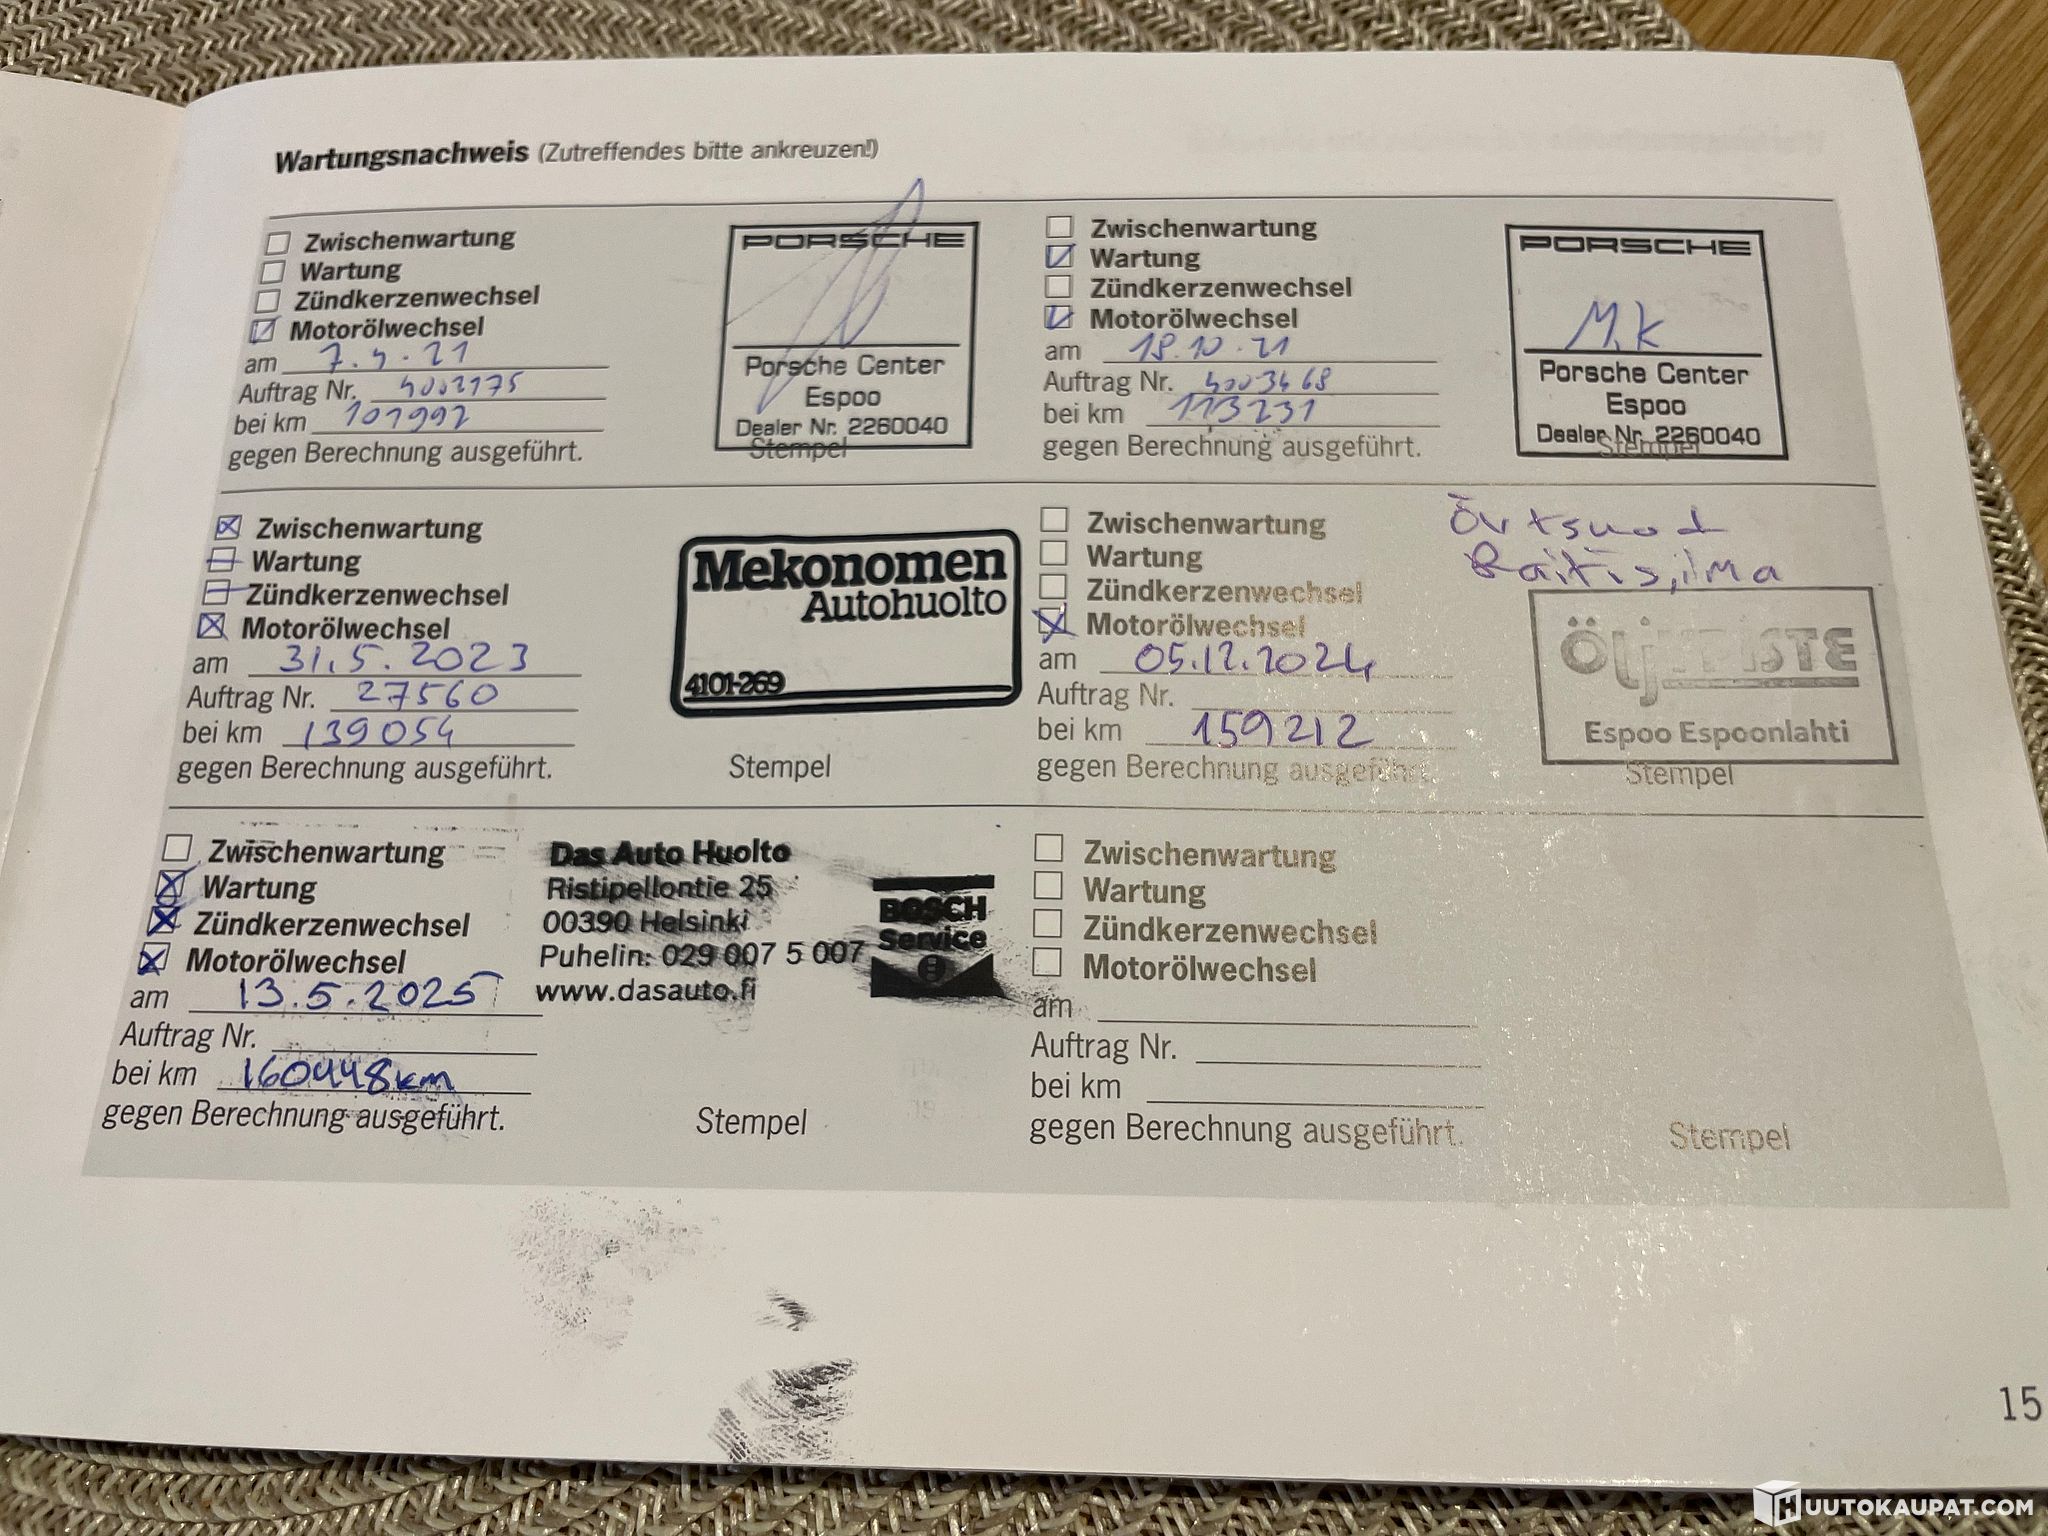 Wartungsnachweis (Zutreffendes bitte ankreuzen!)
Zwischenwartung
Wartung
Zündkerzenwechsel
Motorölwechsel
am 7.4.21
Auftrag Nr. 4002175
bei km 101992
gegen Berechnung ausgeführt.
PORSCHE
Porsche Center
Espoo
Dealer Nr. 2260040
Stempel
Zwischenwartung
Wartung
Zündkerzenwechsel
Motorölwechsel
am 18.10.21
Auftrag Nr. 4003468
bei km 113231
gegen Berechnung ausgeführt.
PORSCHE
M.K
Porsche Center
Espoo
Dealer Nr. 2260040
Stempel
Zwischenwartung
Wartung
Zündkerzenwechsel
Motorölwechsel
am 31.5.2023
Auftrag Nr. 27560
bei km 139054
gegen Berechnung ausgeführt.
Mekonomen
Autohuolto
4101-269
Stempel
Zwischenwartung
Wartung
Zündkerzenwechsel
Motorölwechsel
am 05.12.2024
Auftrag Nr.
bei km 159212
gegen Berechnung ausgeführt.
Raitisilma
Espoo Espoonlahti
Stempel
Zwischenwartung
Wartung
Zündkerzenwechsel
Motorölwechsel
am 13.5.2025
Auftrag Nr.
bei km 160448km
gegen Berechnung ausgeführt.
Das Auto Huolto
Ristipellontie 25
00390 Helsinki
Puhelin: 029 007 5 007
www.dasauto.fi
BOSCH
Service
Stempel
Zwischenwartung
Wartung
Zündkerzenwechsel
Motorölwechsel
am
Auftrag Nr.
bei km
gegen Berechnung ausgeführt.
Stempel
15
HUUTOKAUPAT.COM